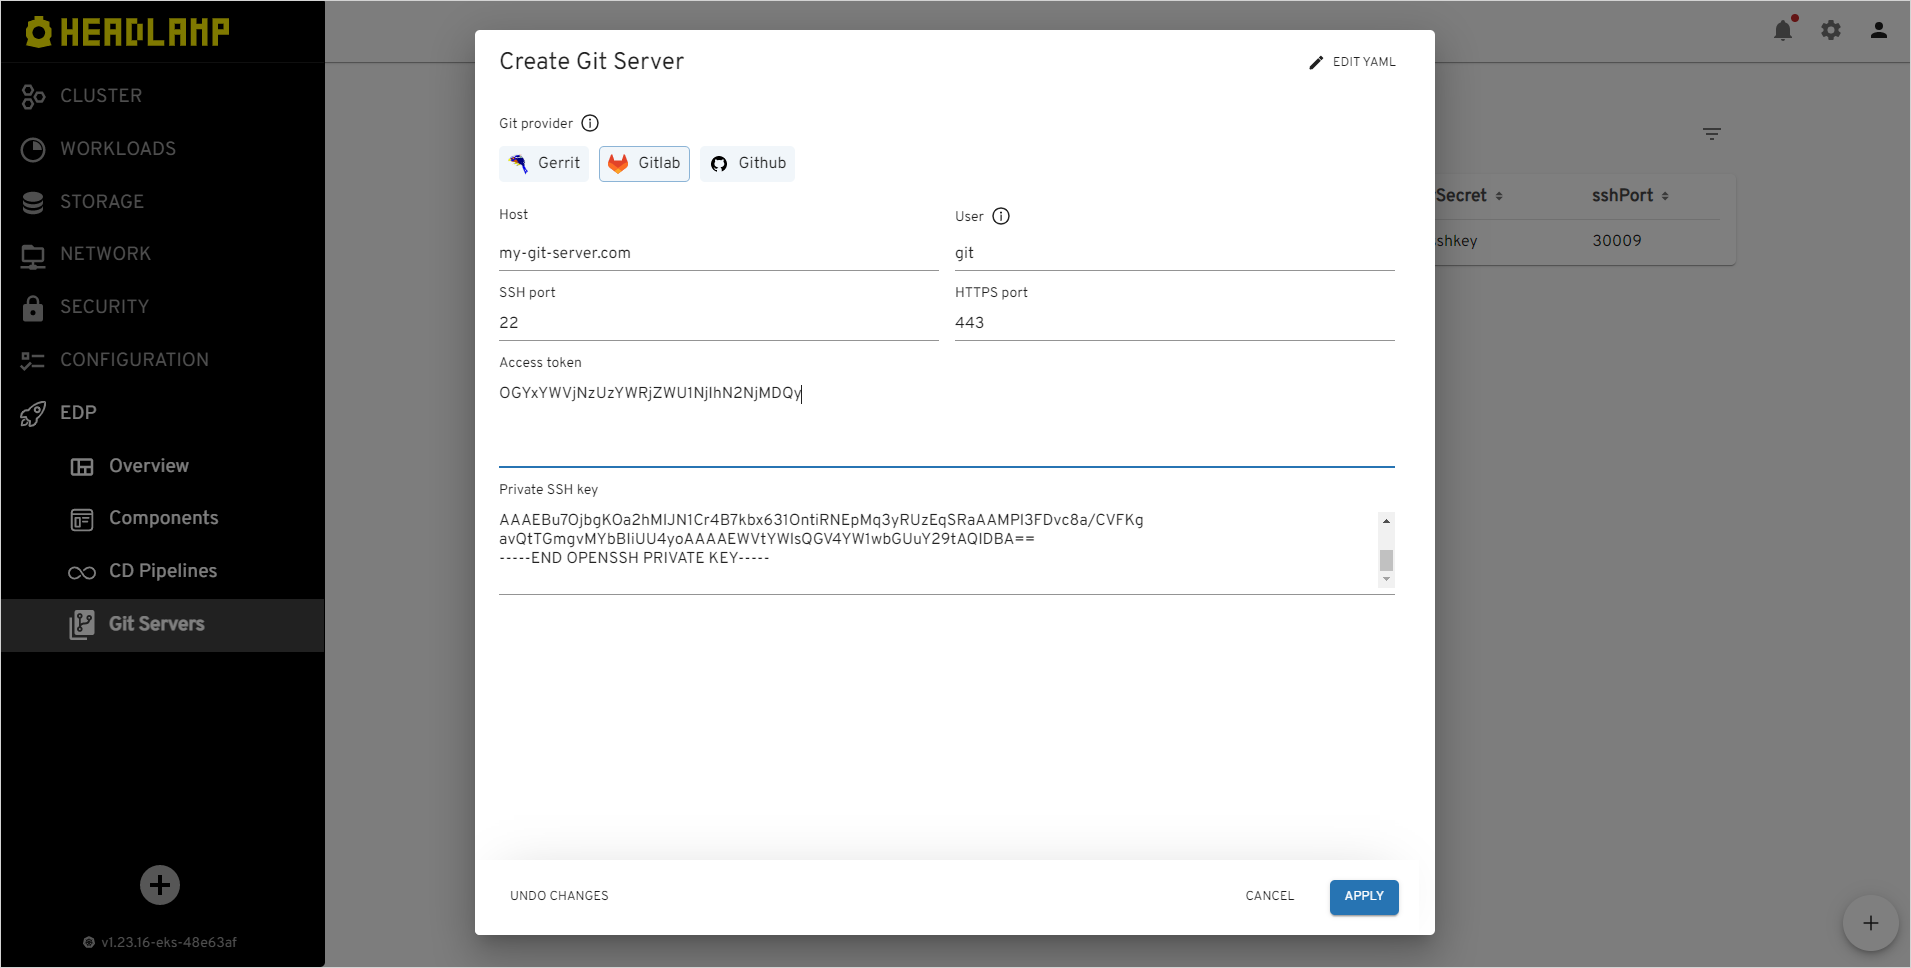 HEADLAMP
CLUSTER
WORKLOADS
STORAGE
NETWORK
SECURITY
CONFIGURATION
EDP
Overview
Components
CD Pipelines
Git Servers
v1.23.16-eks-48e63af
Create Git Server
EDIT YAML
Git provider
Gerrit Gitlab Github
Host User
my-git-server.com git
SSH port HTTPS port
22 443
Access token
OGYxYWVjNzUzYWRjZWU1NjIhN2NjMDQy
Private SSH key
AAAEBu7OjbgKOa2hMIJN1Cr4B7kbx631OntiRNEpMq3yRUzEqSRaAAMPI3FDvc8a/CVFKg
avQtTGmgvMYbBIiUU4yoAAAAEWVtYWlsQGV4YW1wbGUuY29tAQIDBA==
-----END OPENSSH PRIVATE KEY-----
UNDO CHANGES CANCEL APPLY
Secret sshPort
shkey 30009